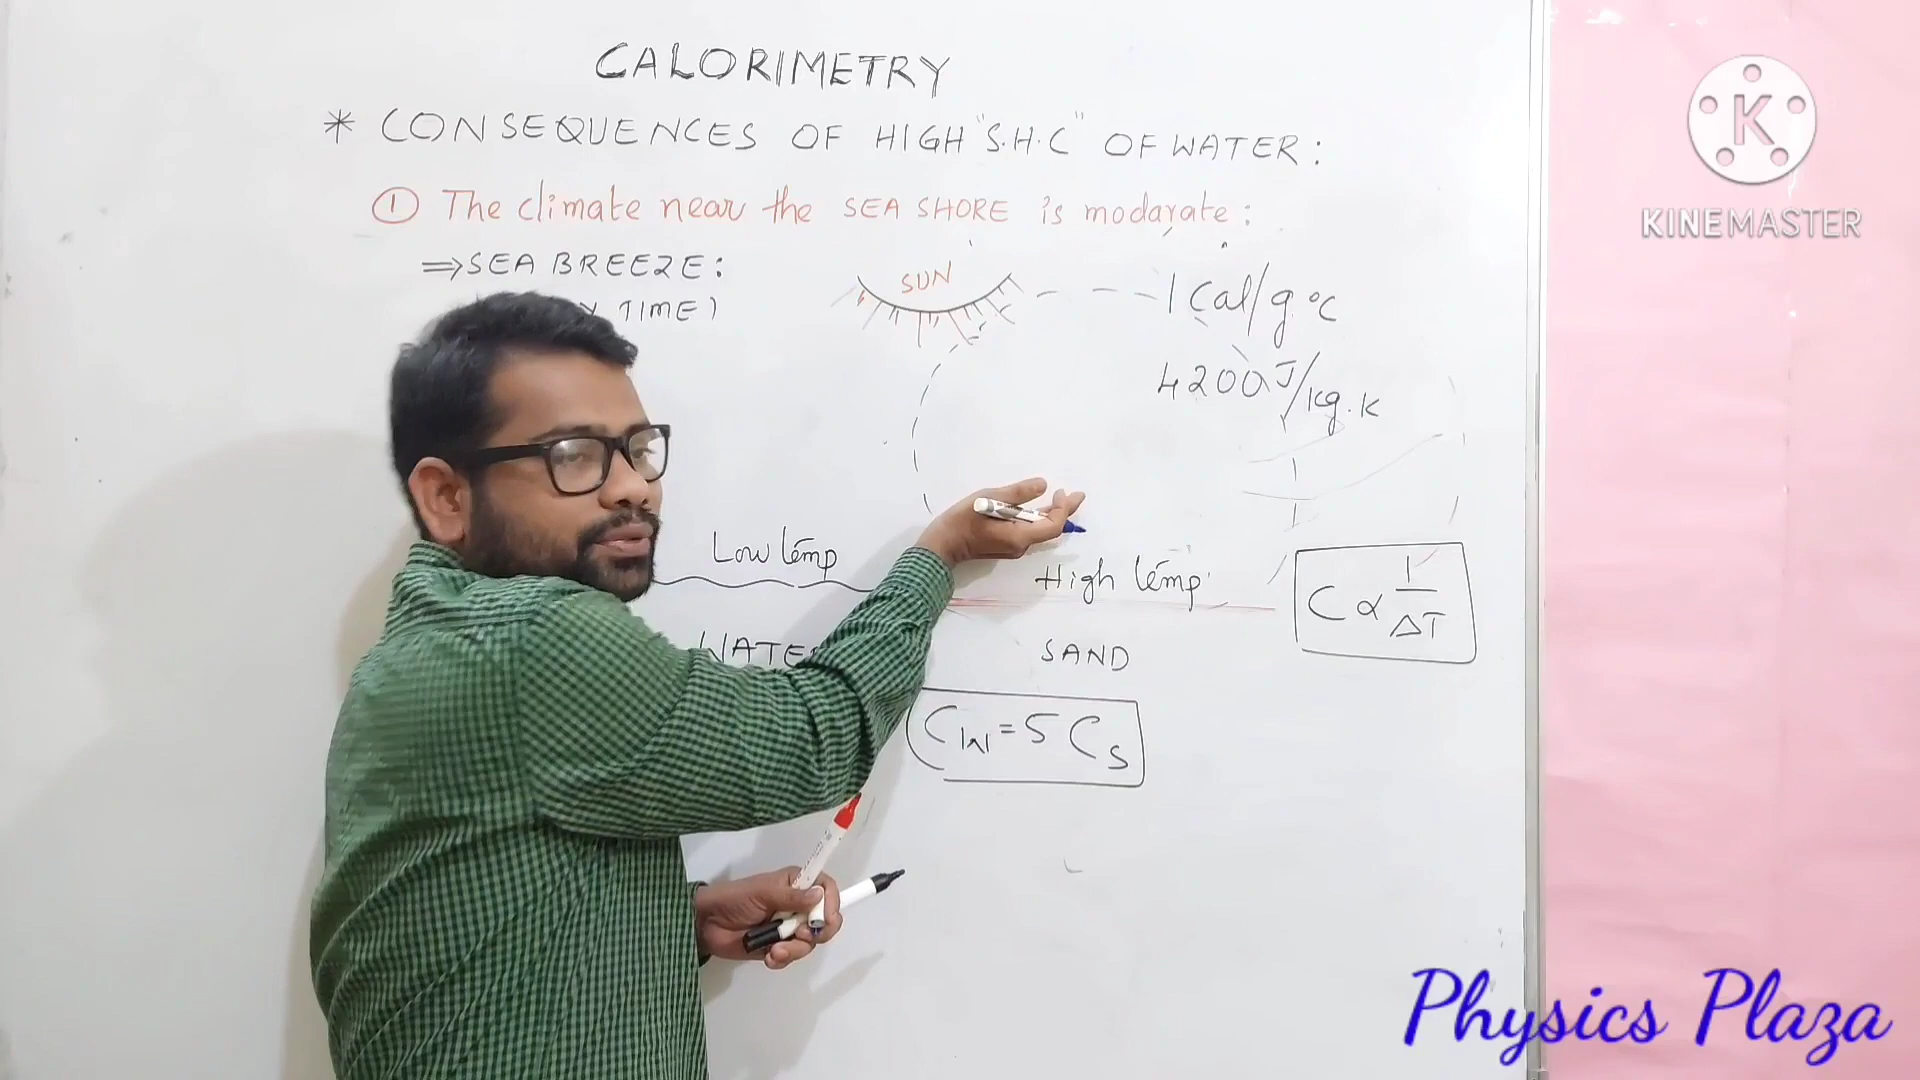 CALORIMETRY
* CONSEQUENCES OF HIGH "S.H.C" OF WATER:
① The climate near the SEA SHORE is modarate:
⇒ SEA BREEZE:
TIME)
SUN
1 Cal/g °C
4200 J/kg.K
Low temp
High temp
C ∝ 1/ΔT
WATER
SAND
Cw = 5 Cs
K
KINEMASTER
Physics Plaza